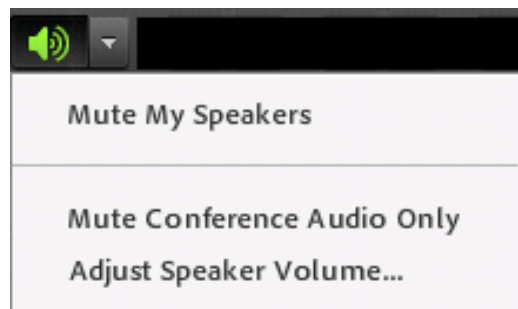 Mute My Speakers
Mute Conference Audio Only
Adjust Speaker Volume...